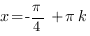 x = - π/4 + π k